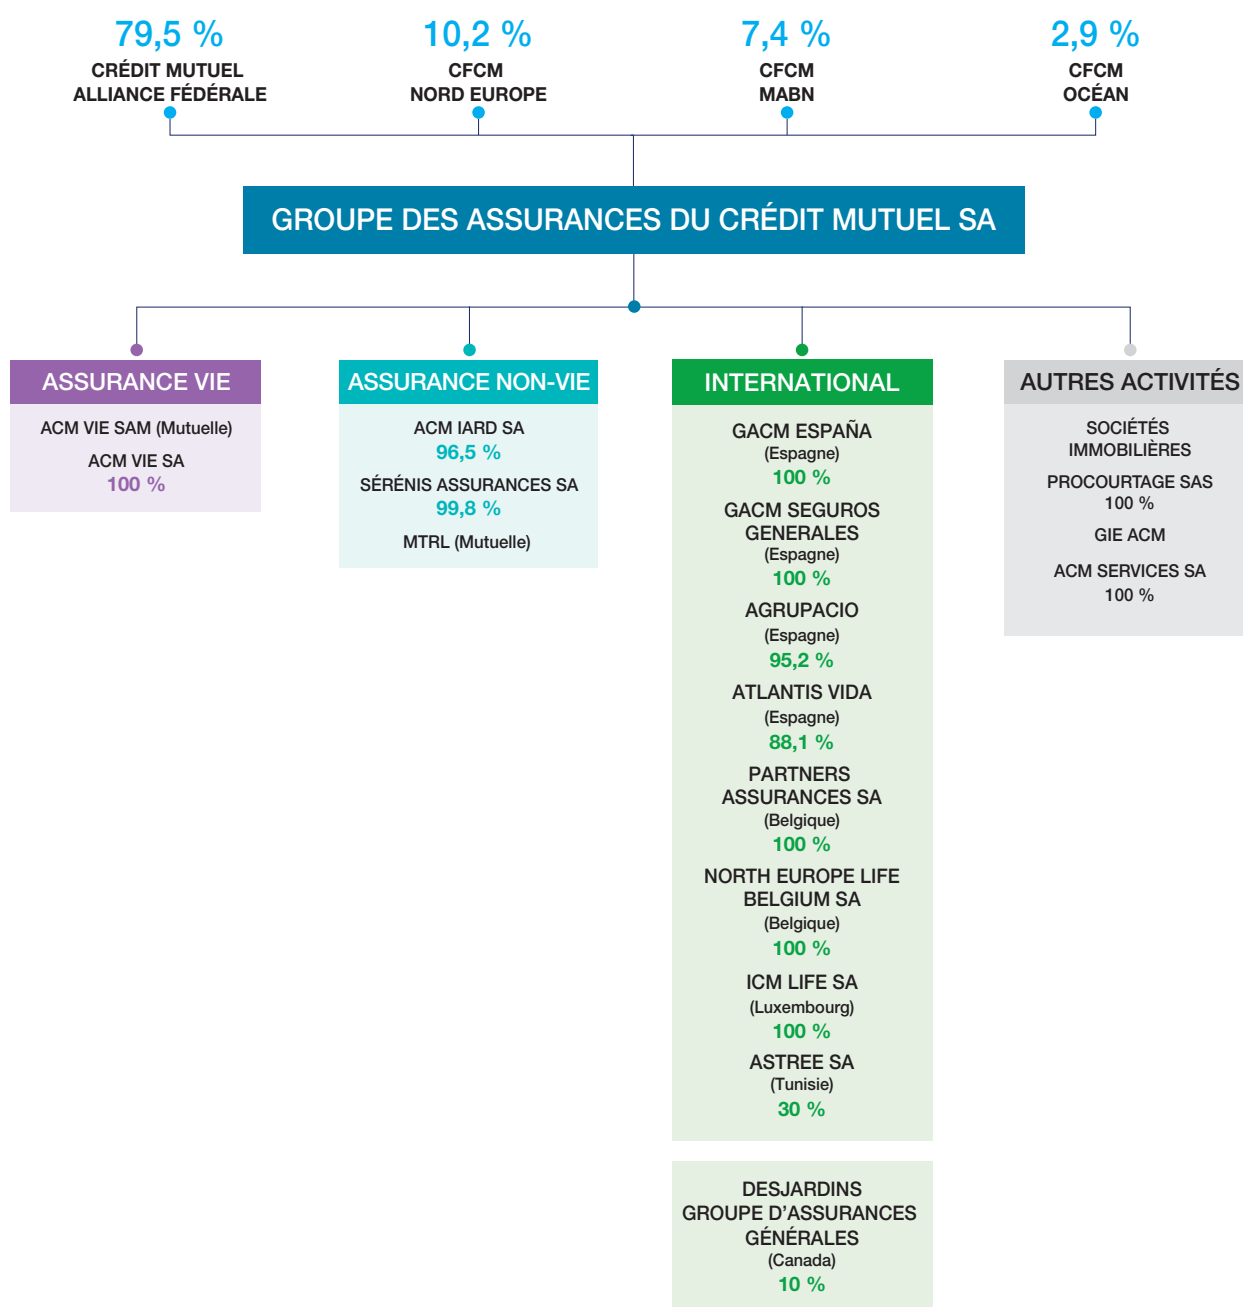 79,5 %
CRÉDIT MUTUEL
ALLIANCE FÉDÉRALE
10,2 %
CFCM
NORD EUROPE
7,4 %
CFCM
MABN
2,9 %
CFCM
OCÉAN
GROUPE DES ASSURANCES DU CRÉDIT MUTUEL SA
ASSURANCE VIE
ACM VIE SAM (Mutuelle)
ACM VIE SA
100 %
ASSURANCE NON-VIE
ACM IARD SA
96,5 %
SÉRÉNIS ASSURANCES SA
99,8 %
MTRL (Mutuelle)
INTERNATIONAL
GACM ESPAÑA
(Espagne)
100 %
GACM SEGUROS
GENERALES
(Espagne)
100 %
AGRUPACIO
(Espagne)
95,2 %
ATLANTIS VIDA
(Espagne)
88,1 %
PARTNERS
ASSURANCES SA
(Belgique)
100 %
NORTH EUROPE LIFE
BELGIUM SA
(Belgique)
100 %
ICM LIFE SA
(Luxembourg)
100 %
ASTREE SA
(Tunisie)
30 %
DESJARDINS
GROUPE D’ASSURANCES
GÉNÉRALES
(Canada)
10 %
AUTRES ACTIVITÉS
SOCIÉTÉS
IMMOBILIÈRES
PROCOURTAGE SAS
100 %
GIE ACM
ACM SERVICES SA
100 %